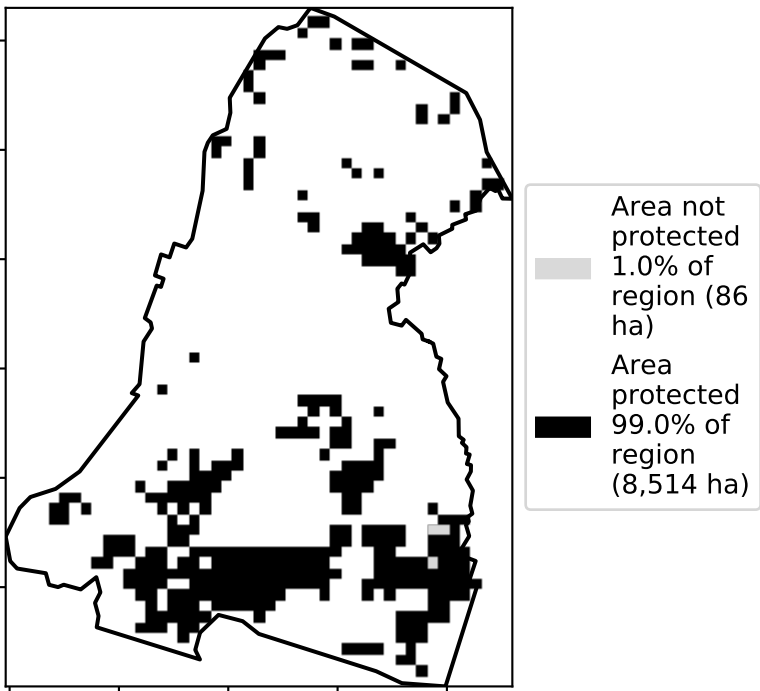 Area not
protected
1.0% of
region (86
ha)
Area
protected
99.0% of
region
(8,514 ha)